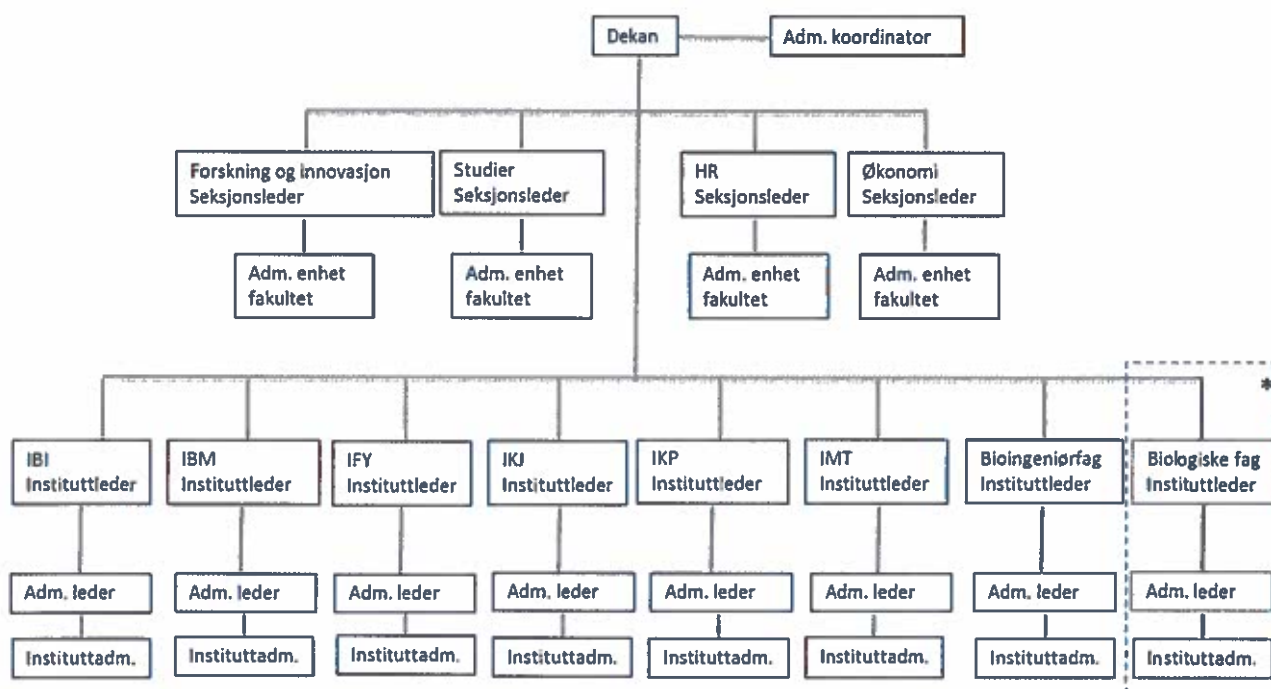 Dekan
Adm. koordinator
Forskning og innovasjon
Seksjonsleder
Studier
Seksjonsleder
HR
Seksjonsleder
Økonomi
Seksjonsleder
Adm. enhet
fakultet
Adm. enhet
fakultet
Adm. enhet
fakultet
Adm. enhet
fakultet
*
IBI
Instituttleder
IBM
Instituttleder
IFY
Instituttleder
IKJ
Instituttleder
IKP
Instituttleder
IMT
Instituttleder
Bioingeniørfag
Instituttleder
Biologiske fag
Instituttleder
Adm. leder
Adm. leder
Adm. leder
Adm. leder
Adm. leder
Adm. leder
Adm. leder
Adm. leder
Instituttadm.
Instituttadm.
Instituttadm.
Instituttadm.
Instituttadm.
Instituttadm.
Instituttadm.
Instituttadm.